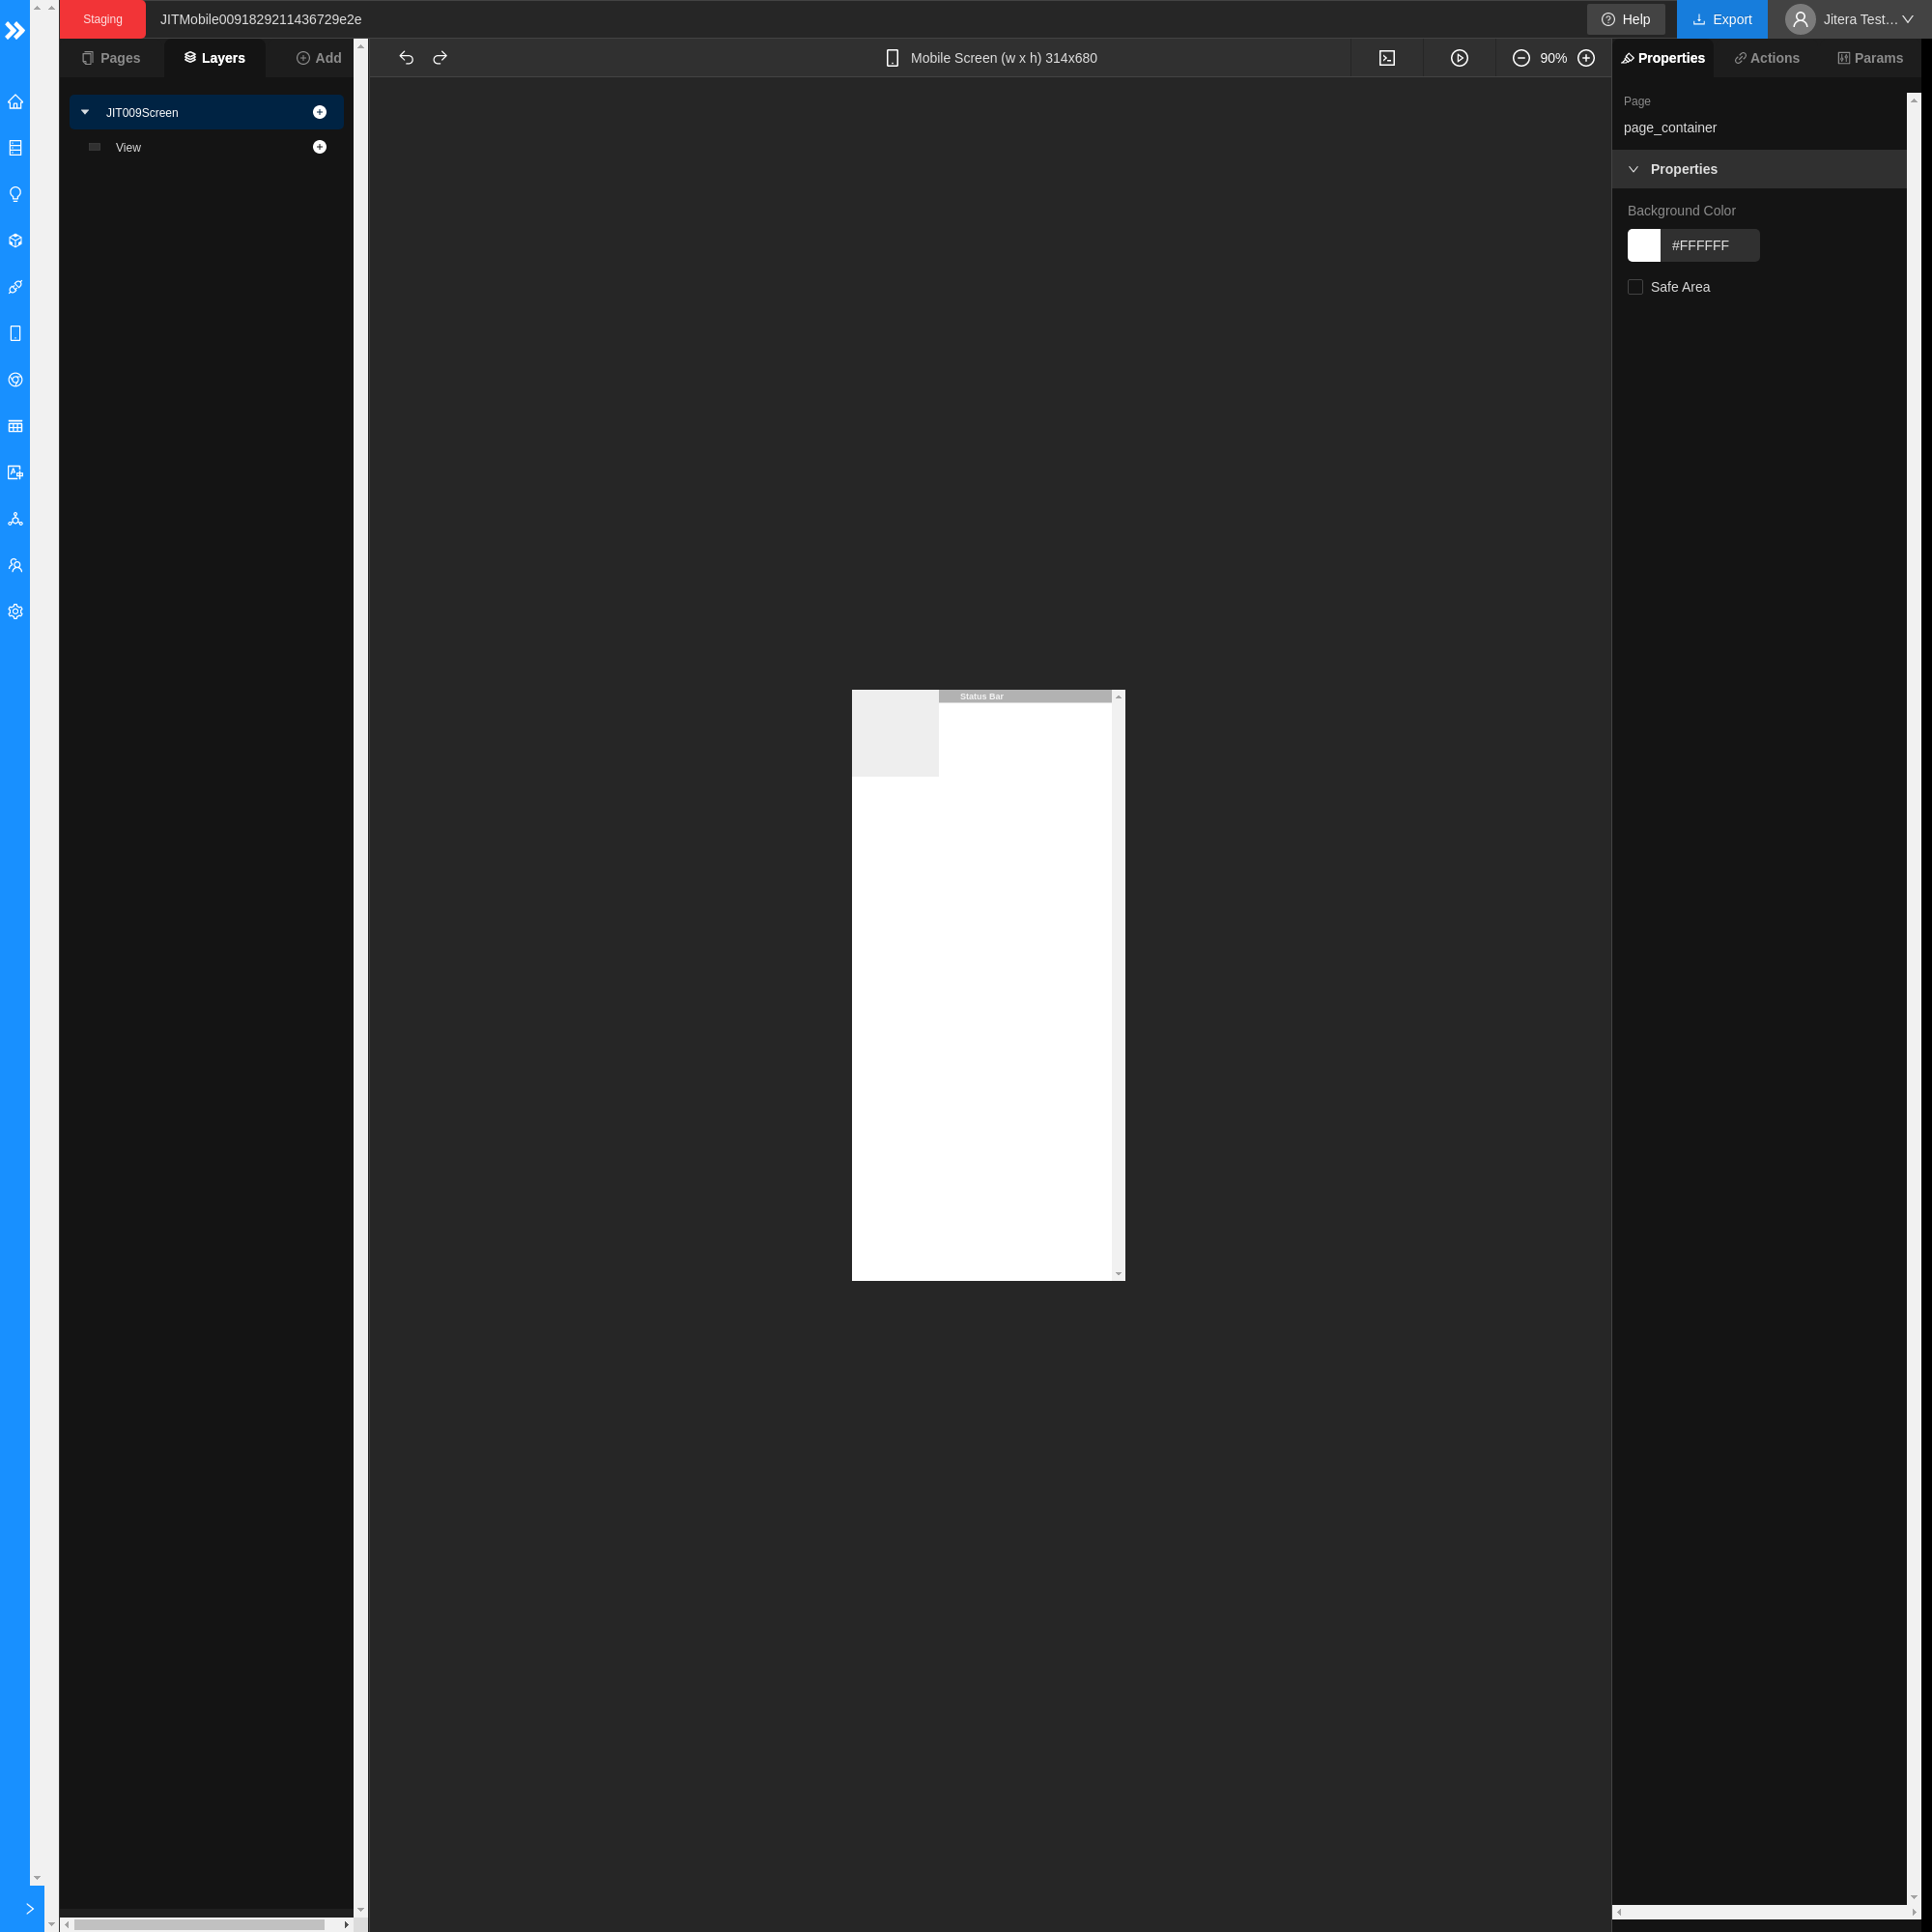 Staging
JITMobile0091829211436729e2e
Help
Export
Jitera Test...
Pages
Layers
Add
Mobile Screen (w x h) 314x680
90%
Properties
Actions
Params
JIT009Screen
View
Page
page_container
Properties
Background Color
#FFFFFF
Safe Area
Status Bar